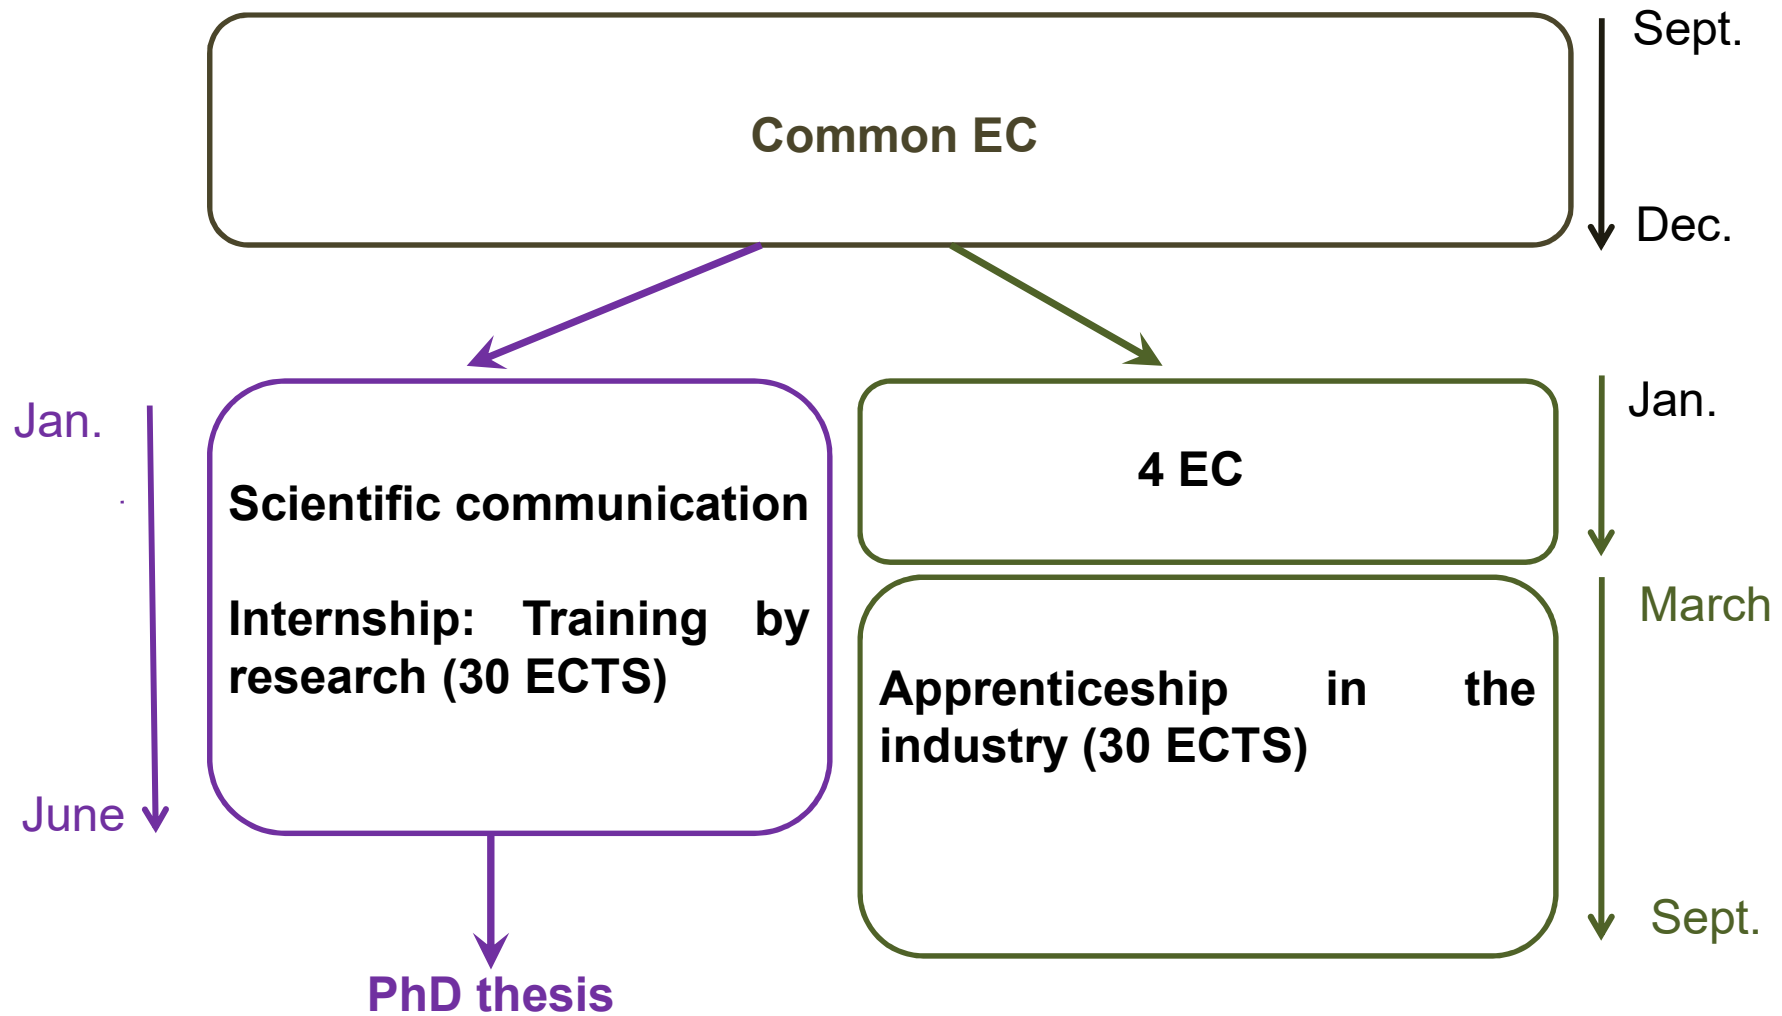 Sept.
Common EC
Dec.
Jan.
Scientific communication
Internship: Training by
research (30 ECTS)
June
PhD thesis
Jan.
4 EC
March
Apprenticeship in the
industry (30 ECTS)
Sept.